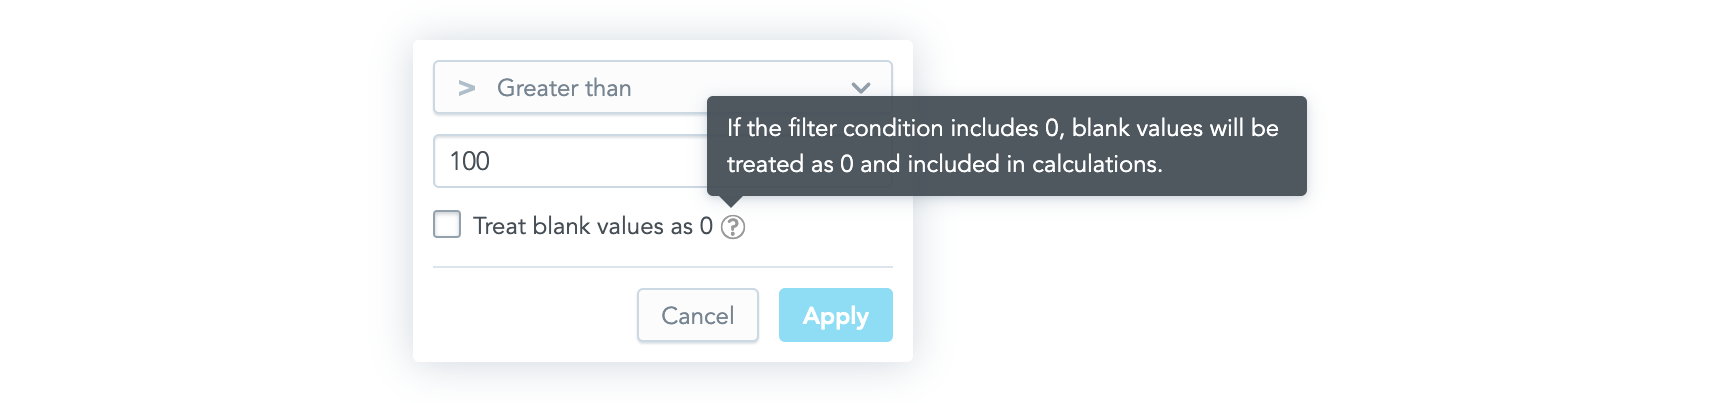 > Greater than
If the filter condition includes 0, blank values will be
treated as 0 and included in calculations.
100
Treat blank values as 0 ?
Cancel
Apply